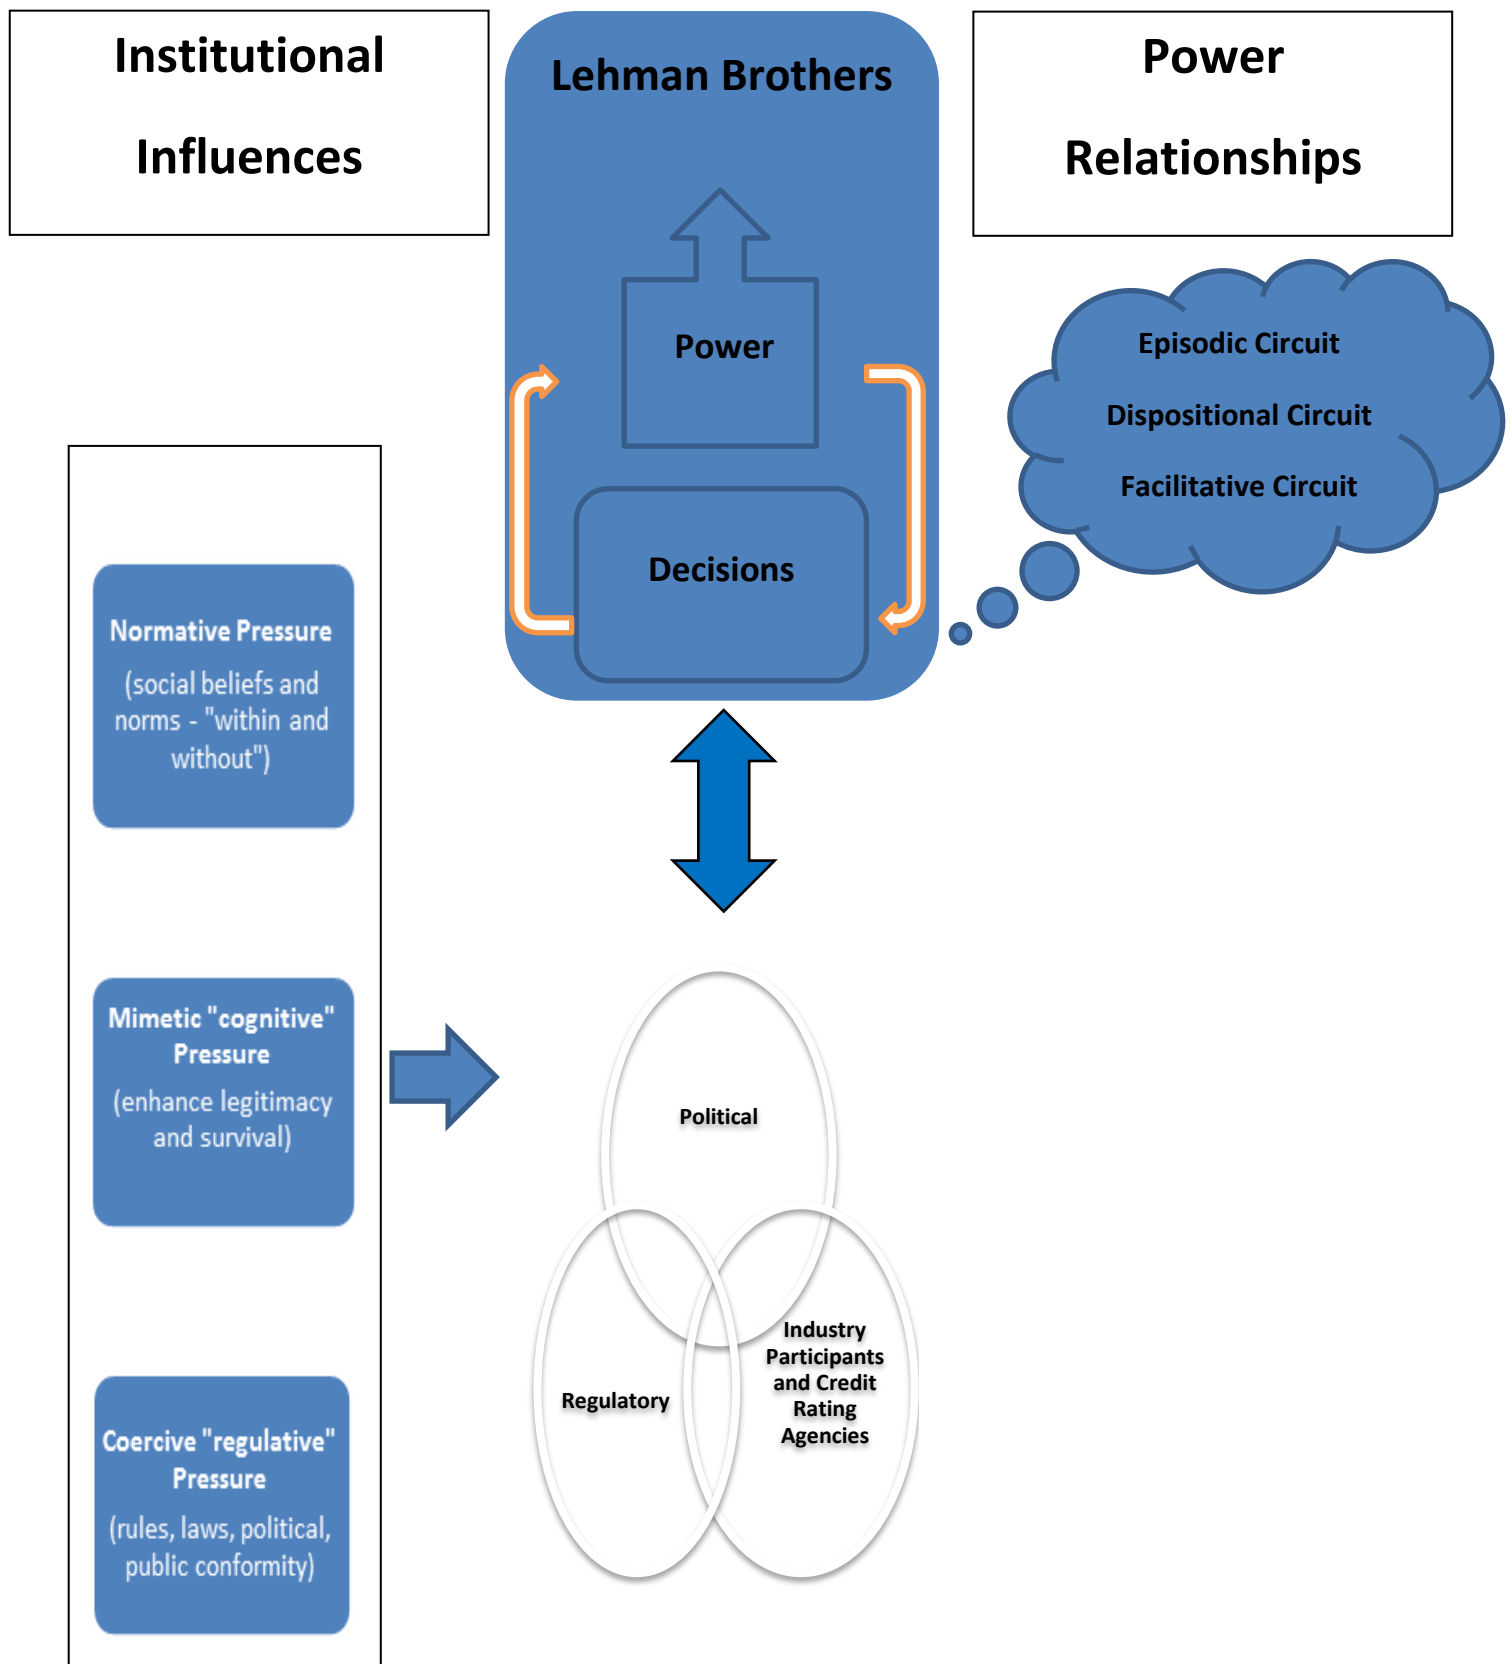 Institutional
Influences
Lehman Brothers
Power
Relationships
Power
Decisions
Episodic Circuit
Dispositional Circuit
Facilitative Circuit
Normative Pressure
(social beliefs and
norms - "within and
without")
Mimetic "cognitive"
Pressure
(enhance legitimacy
and survival)
Coercive "regulative"
Pressure
(rules, laws, political,
public conformity)
Political
Regulatory
Industry
Participants
and Credit
Rating
Agencies